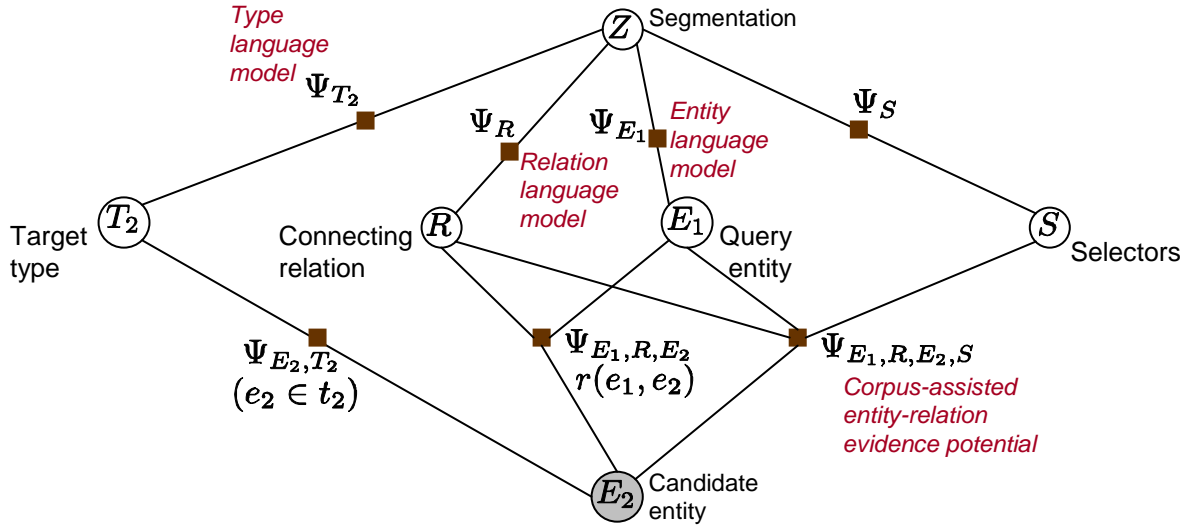 Type
language
model
Z
Segmentation
Ψ_{T_2}
Ψ_R
Ψ_{E_1}
Entity
language
model
Ψ_S
Relation
language
model
T_2
R
E_1
S
Target
type
Connecting
relation
Query
entity
Selectors
Ψ_{E_2,T_2}
(e_2 ∈ t_2)
Ψ_{E_1,R,E_2}
r(e_1, e_2)
Ψ_{E_1,R,E_2,S}
Corpus-assisted
entity-relation
evidence potential
E_2
Candidate
entity